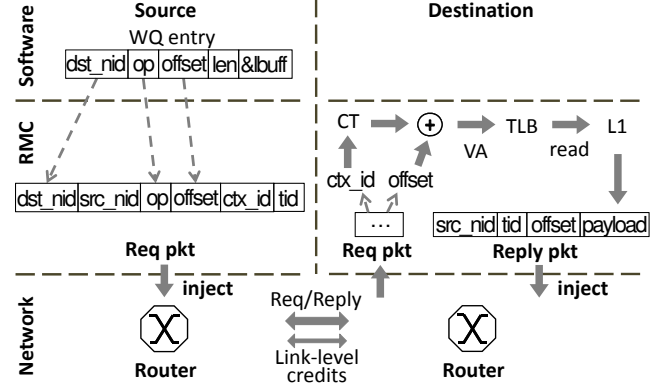 Source
Destination
Software
WQ entry
dst_nid op offset len &lbuff
RMC
CT + TLB L1
VA read
ctx_id offset
dst_nid src_nid op offset ctx_id tid
...
src_nid tid offset payload
Req pkt
Req pkt
Reply pkt
inject
inject
Network
Req/Reply
Router
Link-level
credits
Router